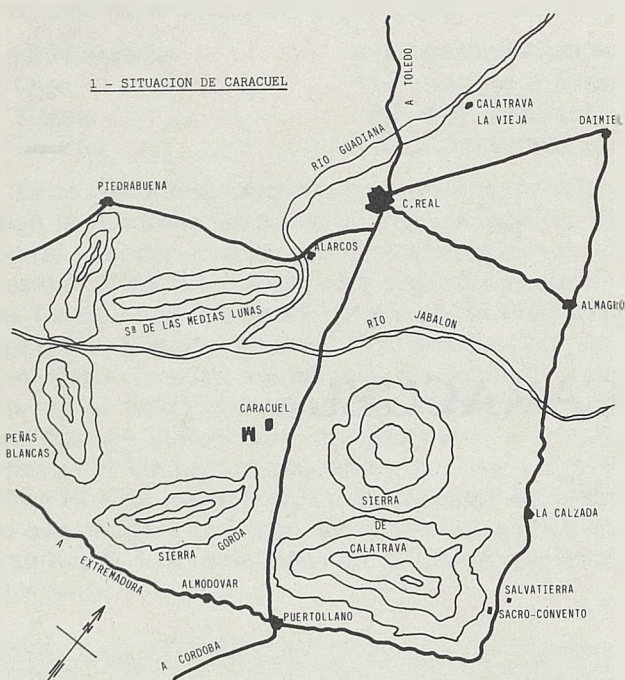 1 - SITUACION DE CARACUEL
A TOLEDO
CALATRAVA
LA VIEJA
DAIMIEL
RIO GUADIANA
PIEDRABUENA
C.REAL
ALARCOS
Sª DE LAS MEDIAS LUNAS
ALMAGRO
RIO JABALON
CARACUEL
PEÑAS
BLANCAS
SIERRA
DE
CALATRAVA
LA CALZADA
SIERRA GORDA
A EXTREMADURA
ALMODOVAR
SALVATIERRA
SACRO-CONVENTO
PUERTOLLANO
A CORDOBA